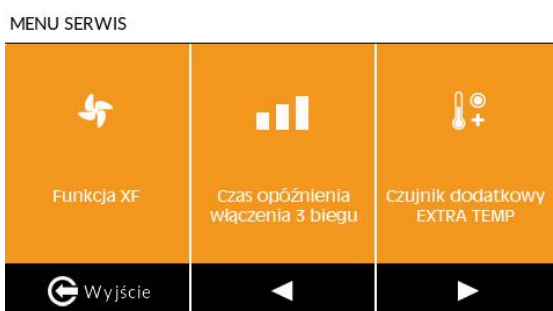 MENU SERWIS
Funkcja XF
Czas opóźnienia
włączenia 3 biegu
Czujnik dodatkowy
EXTRA TEMP
Wyjście